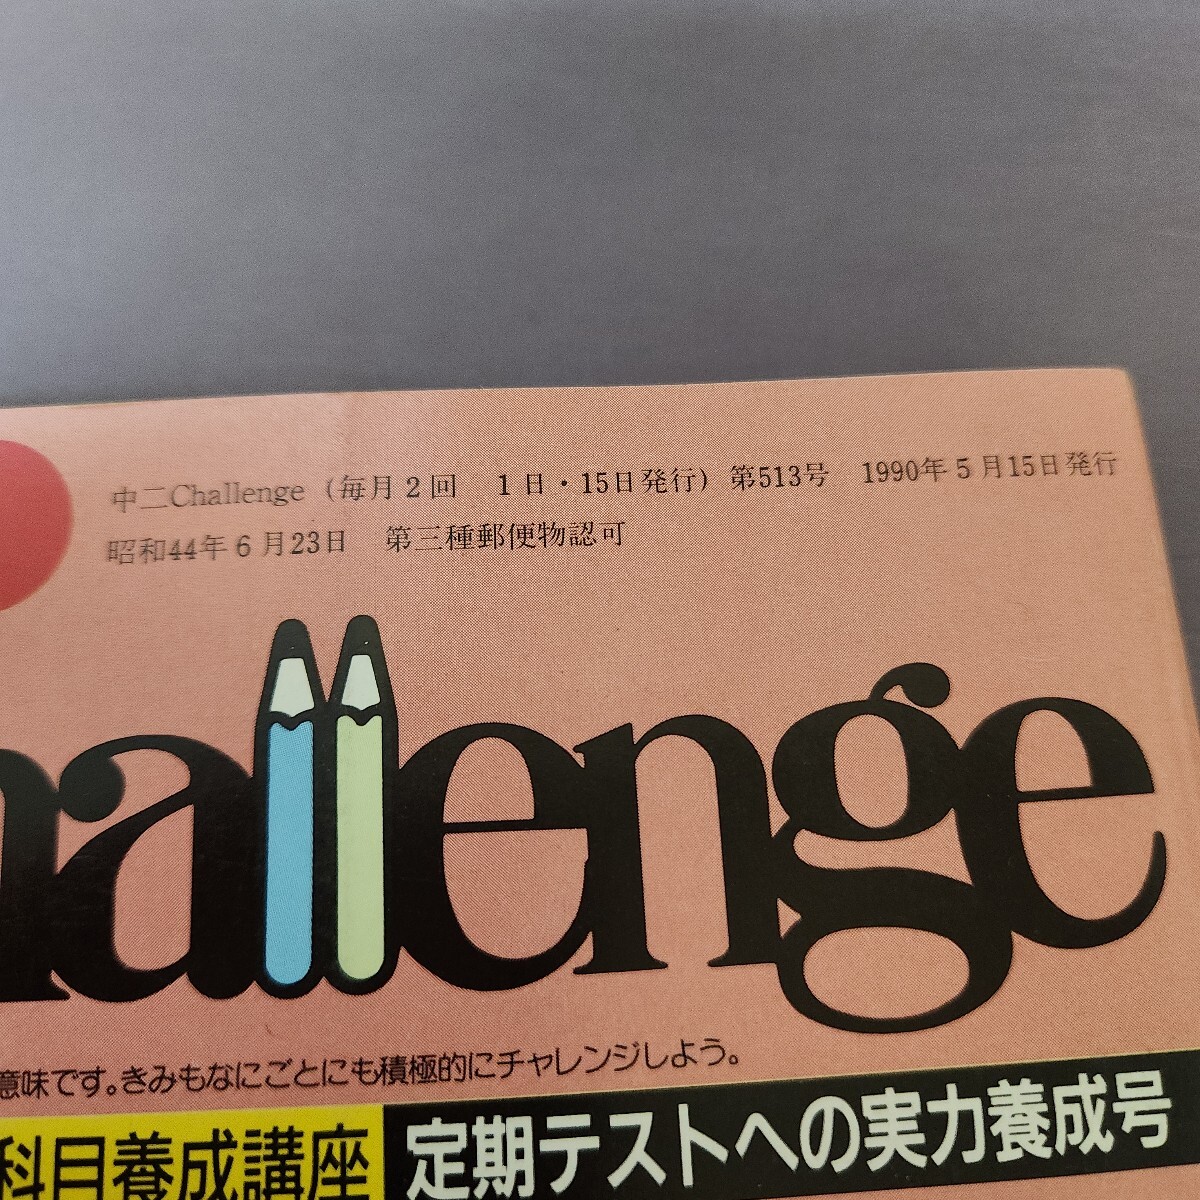 中二Challenge (毎月2回 1日・15日発行) 第513号 1990年5月15日発行
昭和44年6月23日 第三種郵便物認可
hallenge
意味です。きみもなにごとにも積極的にチャレンジしよう。
科目養成講座 定期テストへの実力養成号